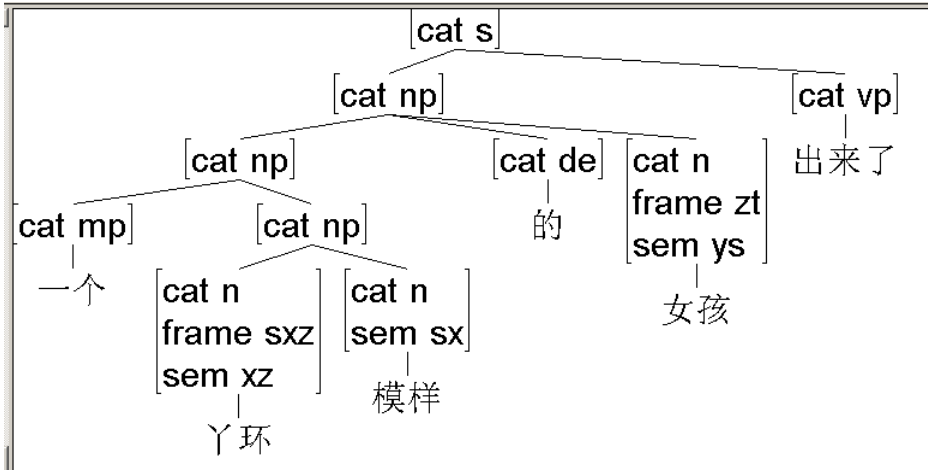 [cat s]
[cat np] [cat vp]
[cat np] [cat de] [cat n 出来了
frame zt
[cat mp] [cat np] 的 sem ys]
一个 女孩
[cat n [cat n
frame sxz sem sx]
sem xz] 模样
丫环